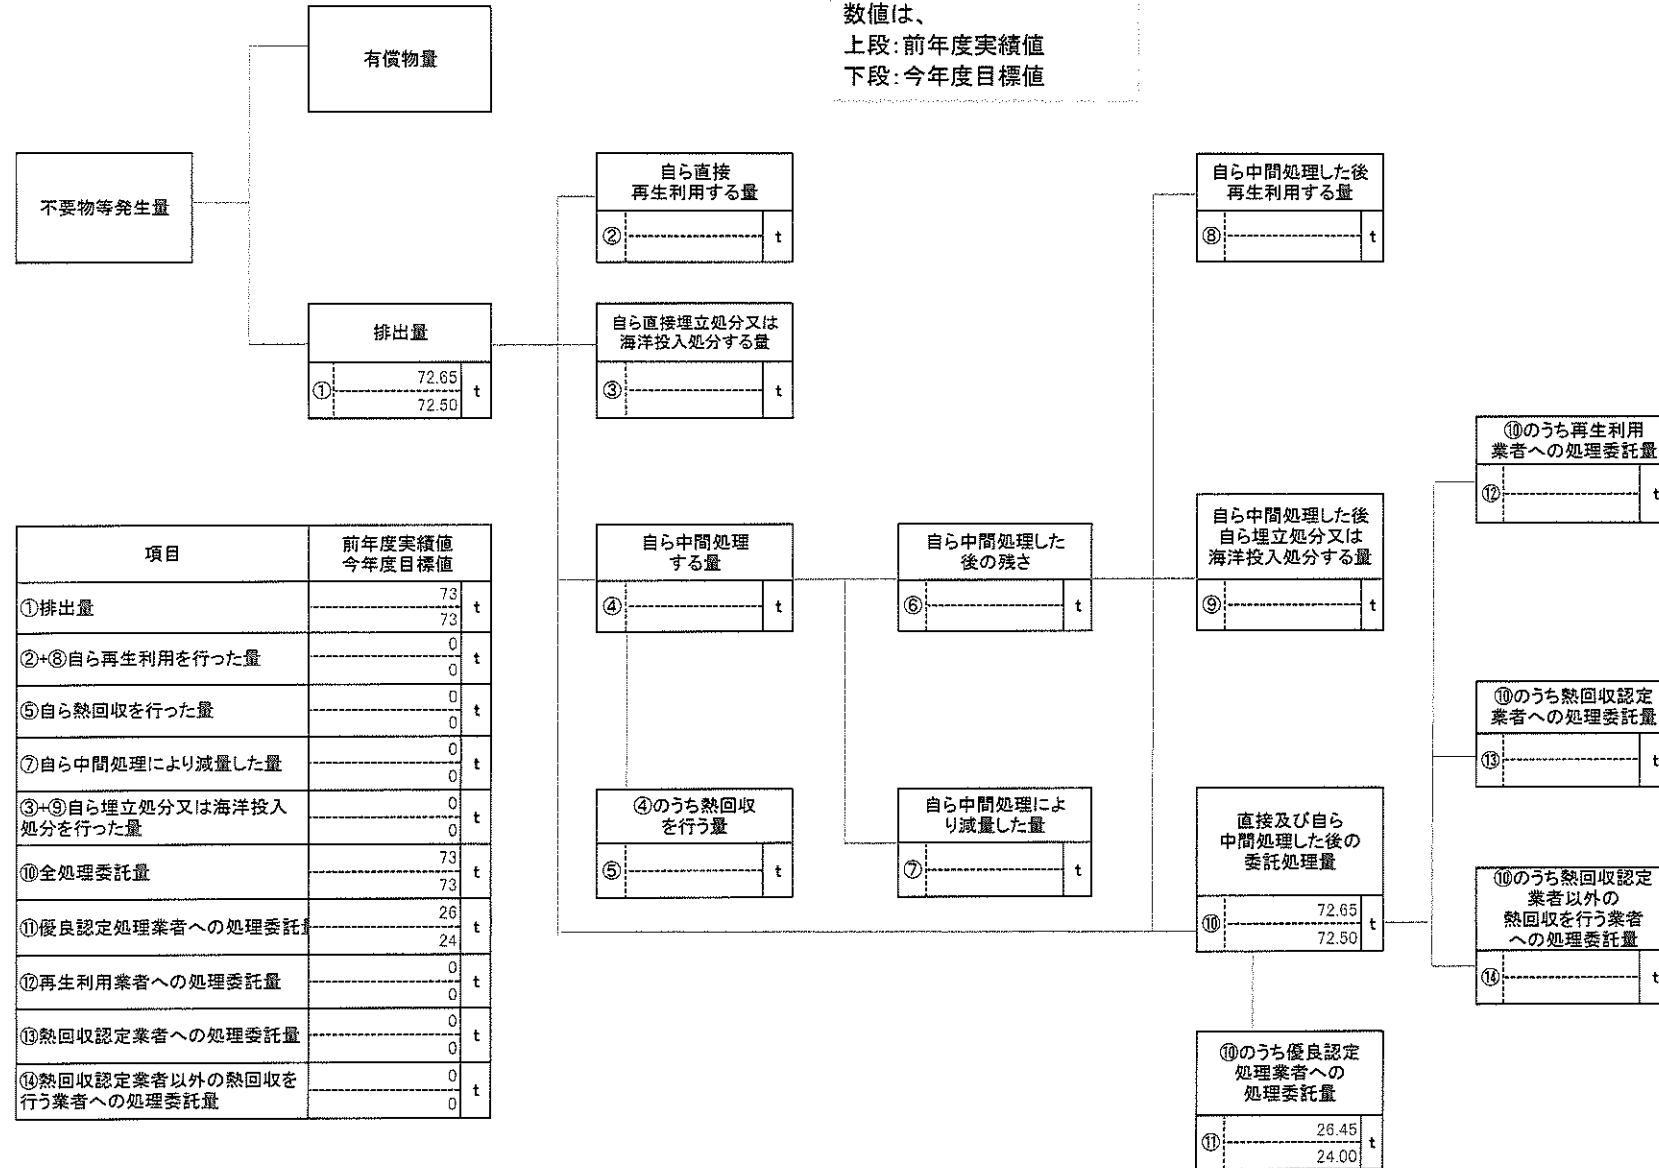 数値は、
上段:前年度実績値
下段:今年度目標値
有償物量
不要物等発生量
排出量
① 72.65 t
72.50
自ら直接
再生利用する量
② t
自ら直接埋立処分又は
海洋投入処分する量
③ t
自ら中間処理
する量
④ t
④のうち熱回収
を行う量
⑤ t
自ら中間処理した
後の残さ
⑥ t
自ら中間処理によ
り減量した量
⑦ t
自ら中間処理した後
再生利用する量
⑧ t
自ら中間処理した後
自ら埋立処分又は
海洋投入処分する量
⑨ t
直接及び自ら
中間処理した後の
委託処理量
⑩ 72.65 t
72.50
⑩のうち優良認定
処理業者への
処理委託量
⑪ 26.45 t
24.00
⑩のうち再生利用
業者への処理委託量
⑫ t
⑩のうち熱回収認定
業者への処理委託量
⑬ t
⑩のうち熱回収認定
業者以外の
熱回収を行う業者
への処理委託量
⑭ t
項目 前年度実績値
今年度目標値
①排出量 73 t
73
②+⑧自ら再生利用を行った量 0 t
0
⑤自ら熱回収を行った量 0 t
0
⑦自ら中間処理により減量した量 0 t
0
③+⑨自ら埋立処分又は海洋投入
処分を行った量 0 t
0
⑩全処理委託量 73 t
73
⑪優良認定処理業者への処理委託 26 t
24
⑫再生利用業者への処理委託量 0 t
0
⑬熱回収認定業者への処理委託量 0 t
0
⑭熱回収認定業者以外の熱回収を
行う業者への処理委託量 0 t
0